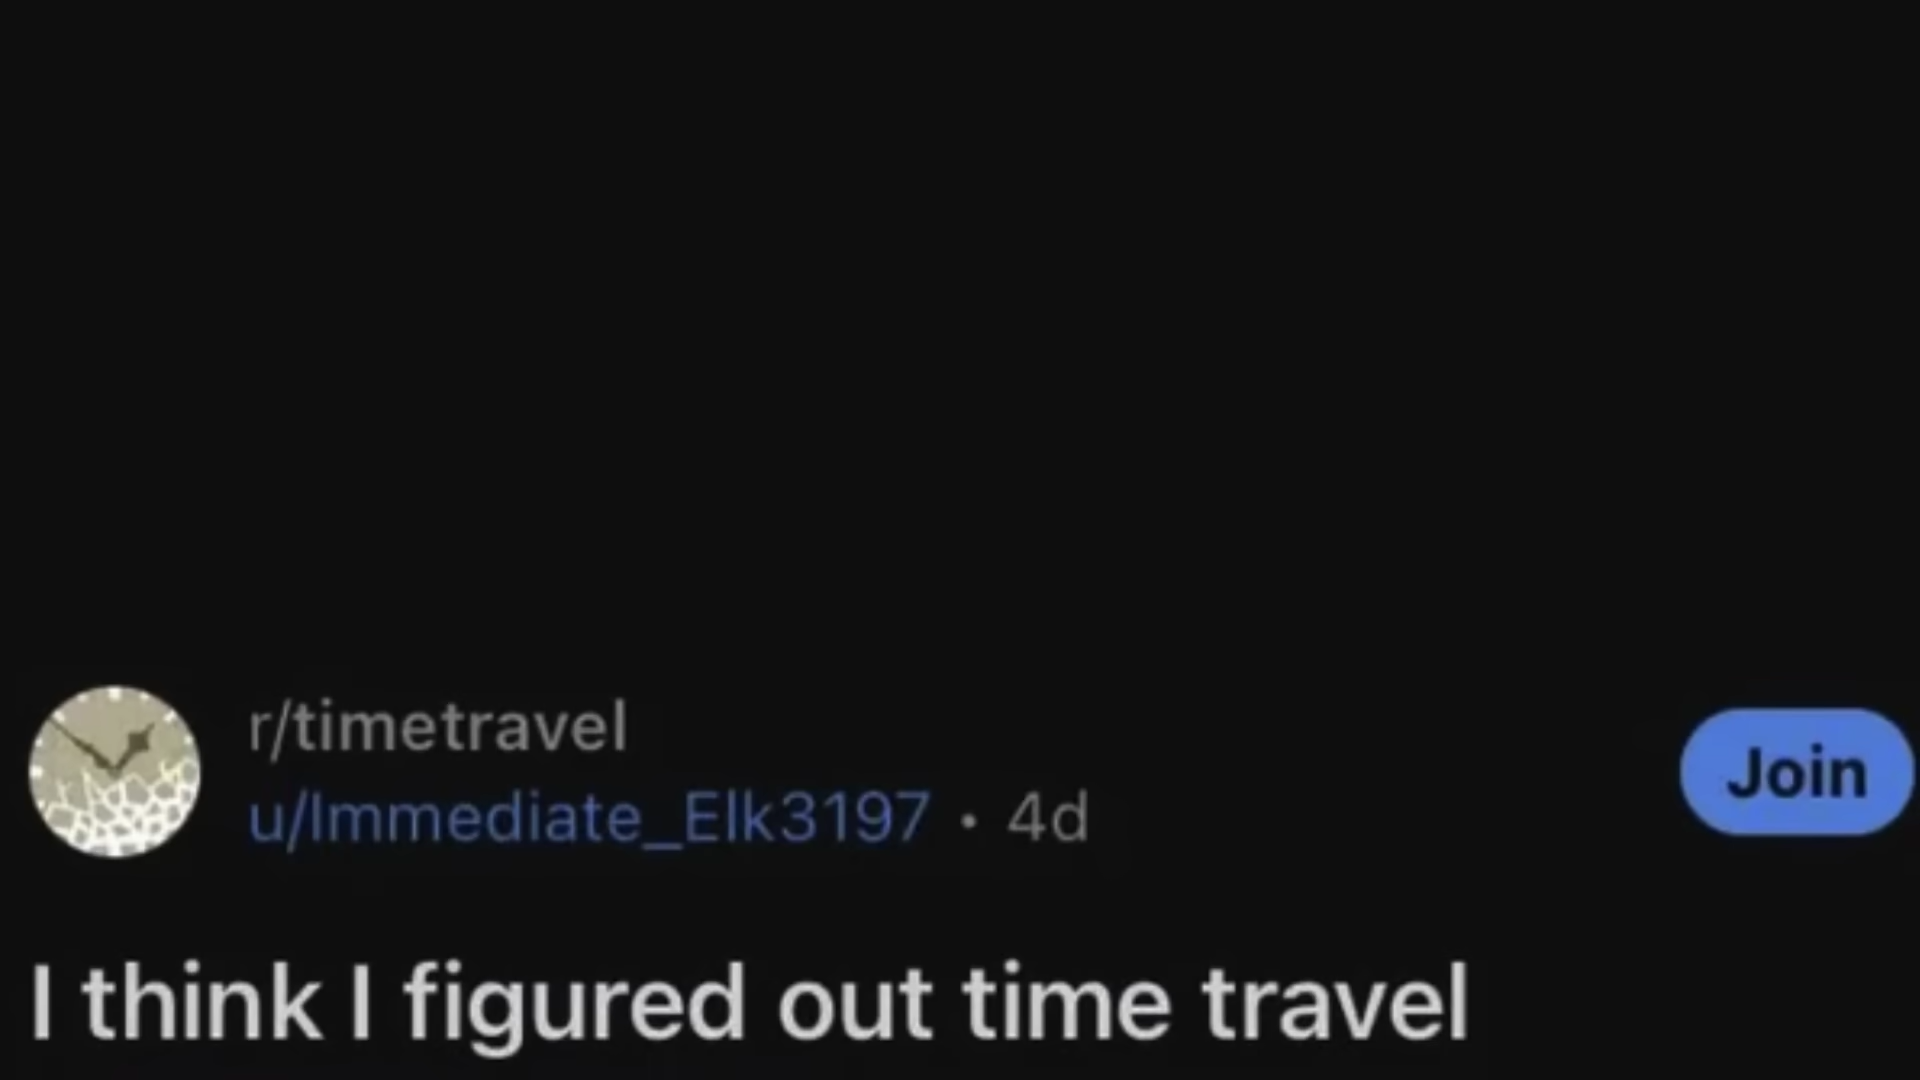 r/timetravel
Join
u/Immediate_Elk3197 • 4d
I think I figured out time travel